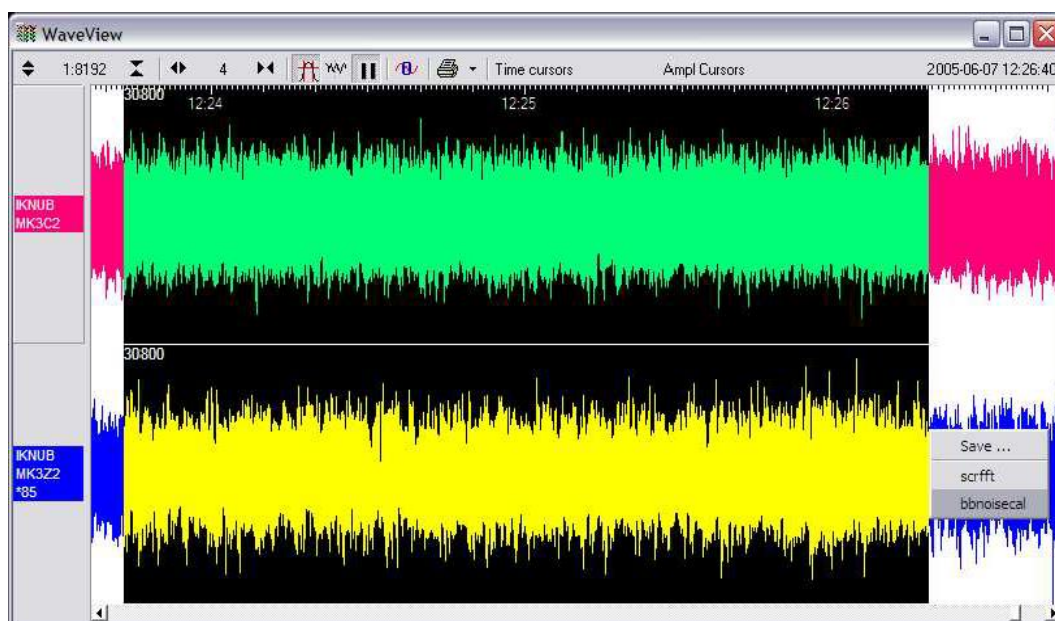 WaveView
1:8192 4 Time cursors Ampl Cursors 2005-06-07 12:26:40
30800 12:24 12:25 12:26
IKNUB
MK3C2
30800
IKNUB
MK3Z2
*85
Save ...
scrfft
bbnoisecal